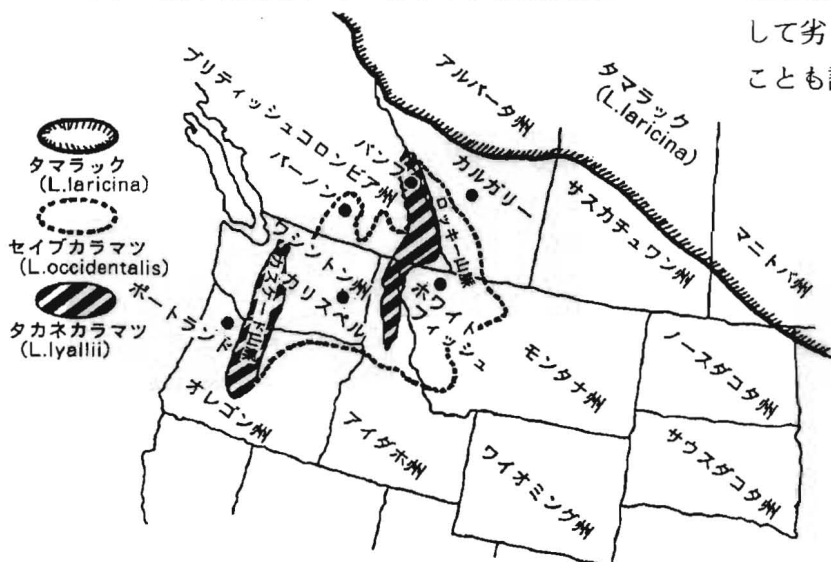 して劣
ことも
タマラック
(L.laricina)
セイブカラマツ
(L.occidentalis)
タカネカラマツ
(L.lyallii)
ブリティッシュコロンビア州
アルバータ州
タマラック
(L.laricina)
バンフ
カルガリー
バーノン
ロッキー山脈
サスカチュワン州
マニトバ州
ワシントン州
カリスペル
ホワイト
フィッシュ
ポートランド
オレゴン州
アイダホ州
モンタナ州
ワイオミング州
ノースダコタ州
サウスダコタ州